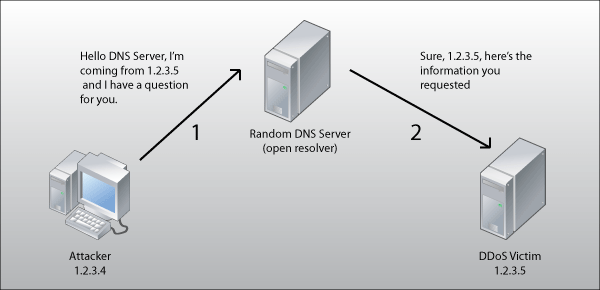 Hello DNS Server, I'm
coming from 1.2.3.5
and I have a question
for you.
1
Random DNS Server
(open resolver)
2
Sure, 1.2.3.5, here's the
information you
requested
Attacker
1.2.3.4
DDoS Victim
1.2.3.5